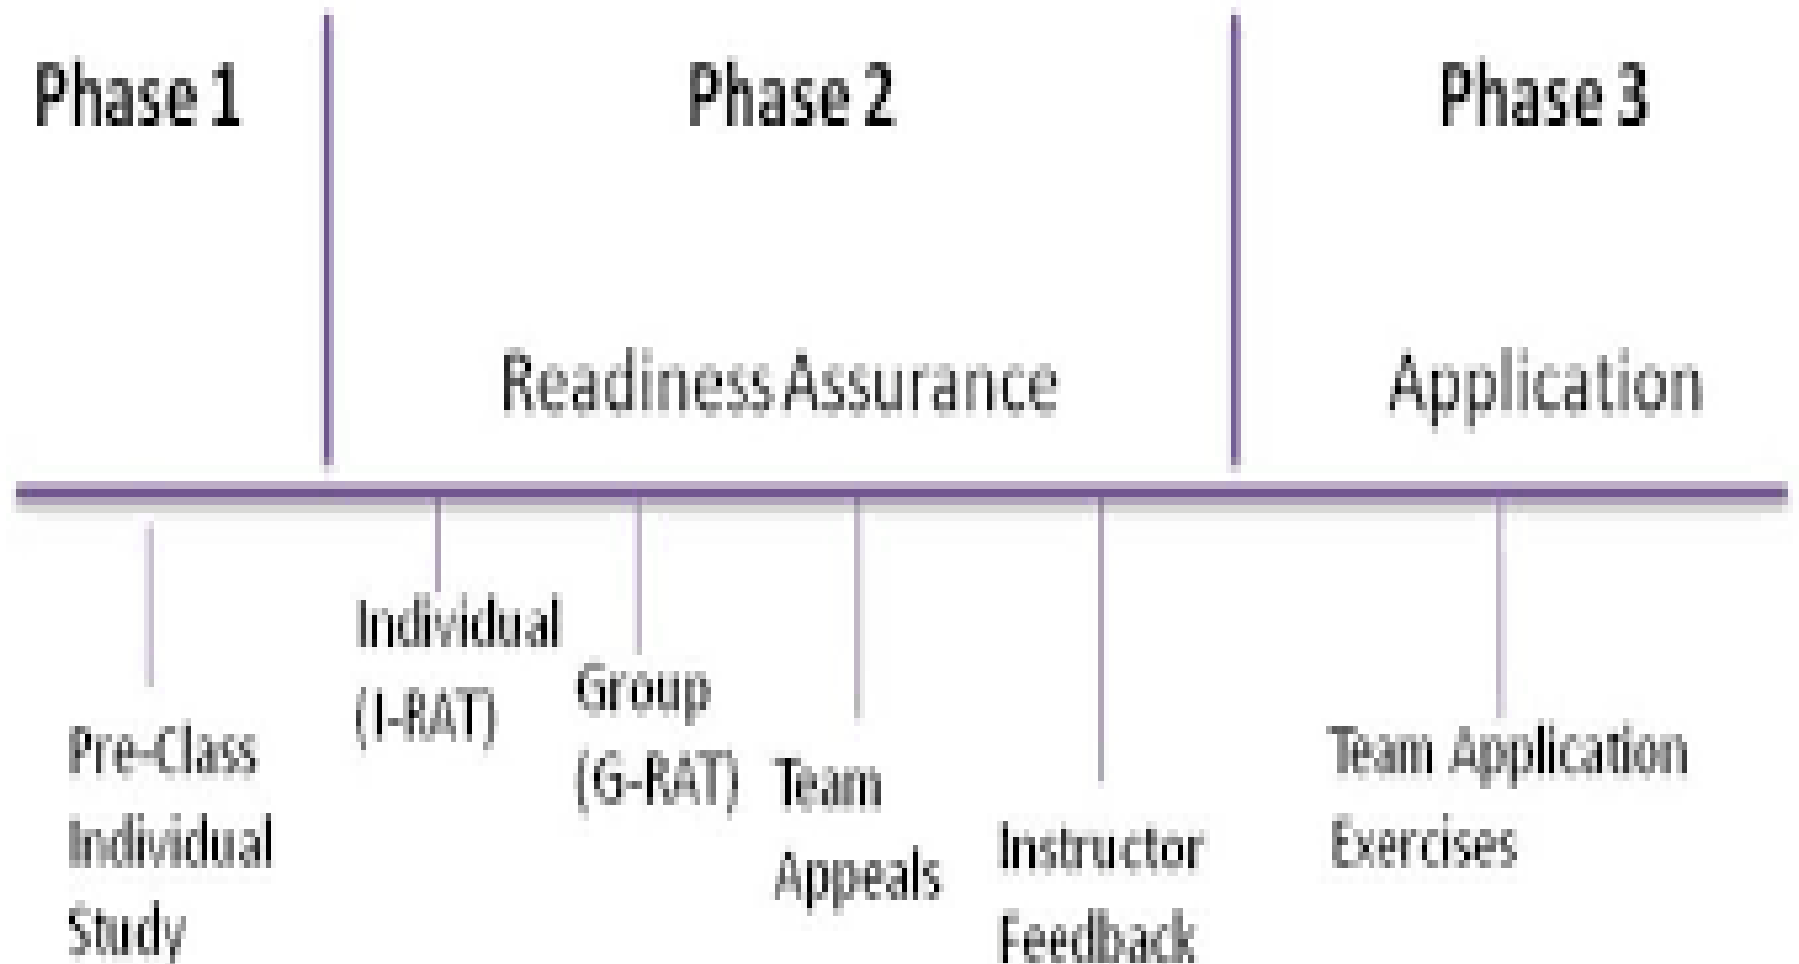 Phase 1
Phase 2
Phase 3
Readiness Assurance
Application
Pre-Class
Individual
Study
Individual
(I-RAT)
Group
(G-RAT)
Team
Appeals
Instructor
Feedback
Team Application
Exercises